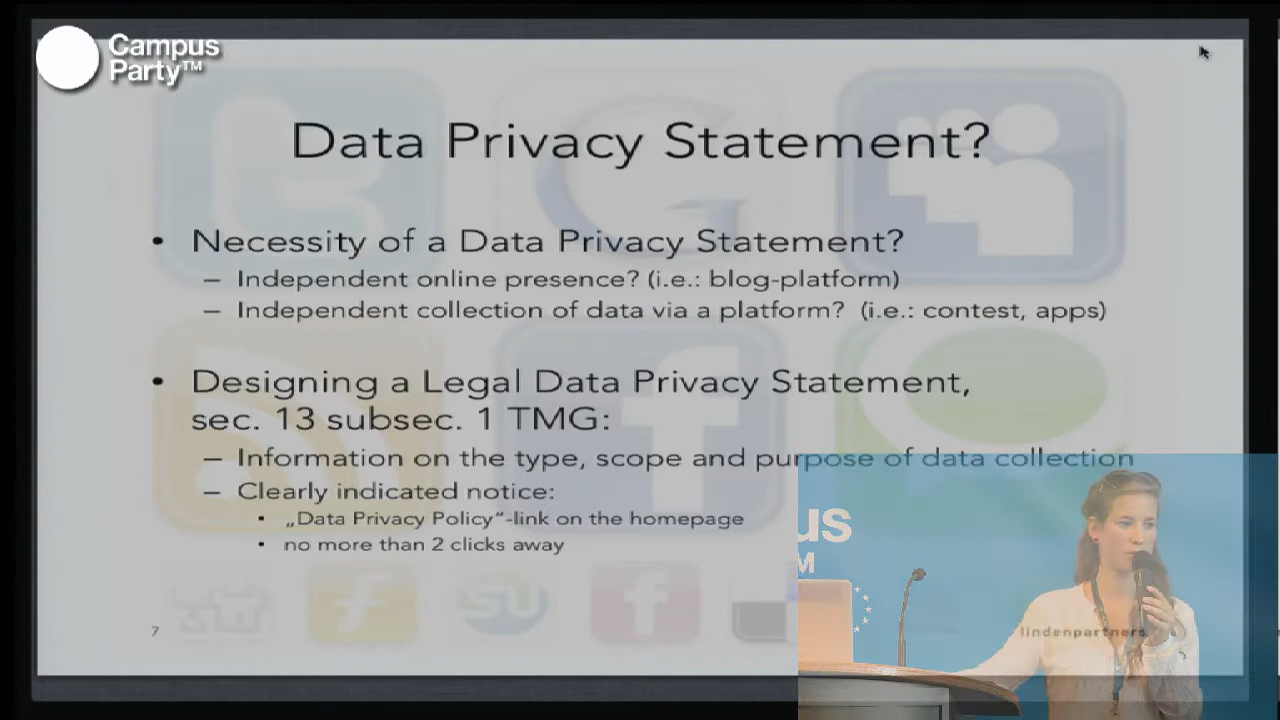 Campus
Party™
Data Privacy Statement?
• Necessity of a Data Privacy Statement?
– Independent online presence? (i.e.: blog-platform)
– Independent collection of data via a platform? (i.e.: contest, apps)
• Designing a Legal Data Privacy Statement,
sec. 13 subsec. 1 TMG:
– Information on the type, scope and purpose of data collection
– Clearly indicated notice:
• „Data Privacy Policy“-link on the homepage
• no more than 2 clicks away
us
M
SU
7
lindenpartners